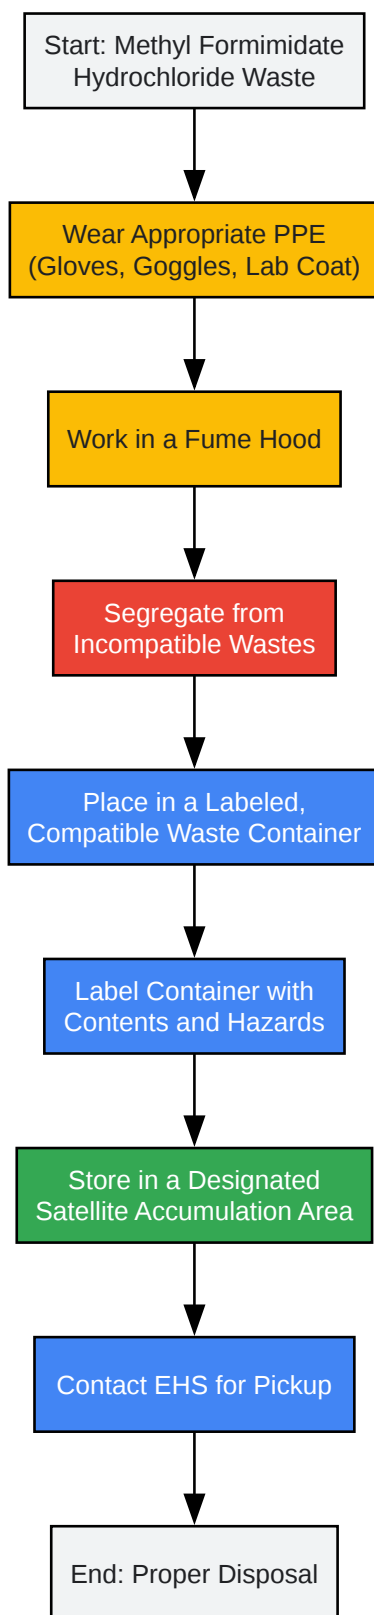 Start: Methyl Formimidate
Hydrochloride Waste
Wear Appropriate PPE
(Gloves, Goggles, Lab Coat)
Work in a Fume Hood
Segregate from
Incompatible Wastes
Place in a Labeled,
Compatible Waste Container
Label Container with
Contents and Hazards
Store in a Designated
Satellite Accumulation Area
Contact EHS for Pickup
End: Proper Disposal